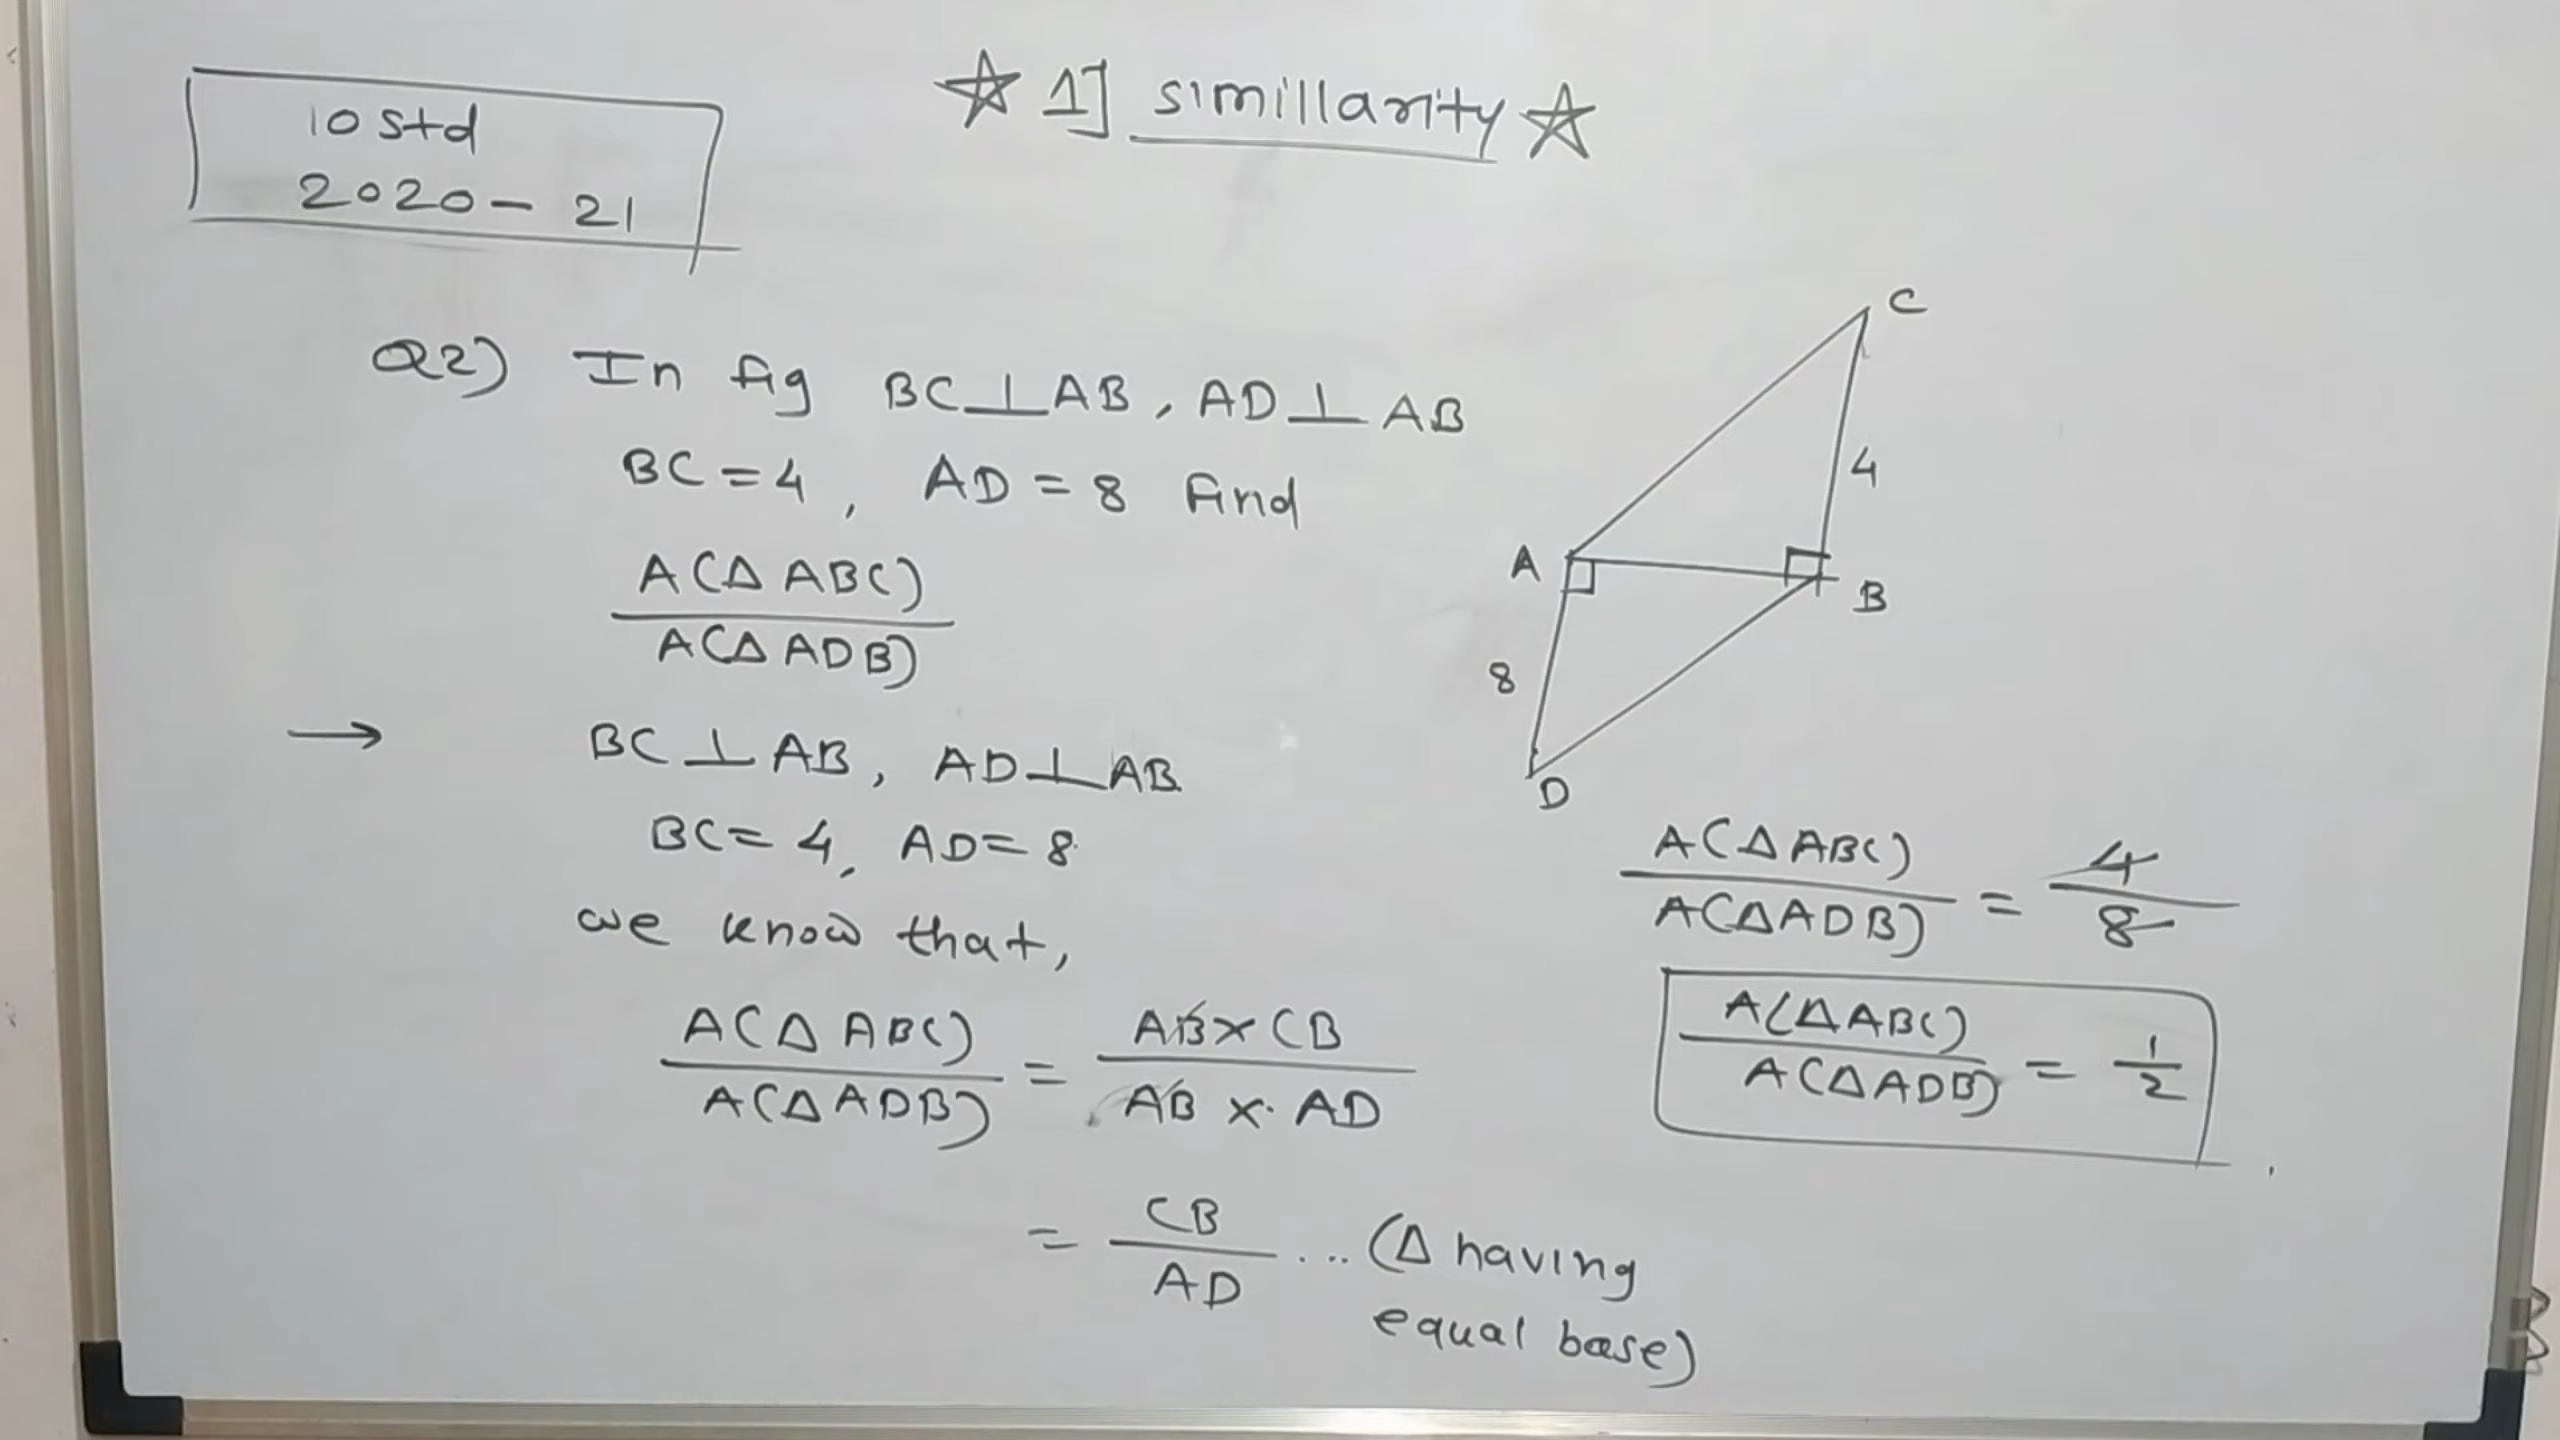 10 std
2020 - 21
☆ 1] simillarity ☆
Q2) In fig BC ⊥ AB, AD ⊥ AB
BC = 4, AD = 8 find
A(Δ ABC)
A(Δ ADB)
C
4
A
B
8
D
→ BC ⊥ AB, AD ⊥ AB
BC = 4, AD = 8
we know that,
A(Δ ABC) / A(Δ ADB) = AB × CB / AB × AD
= CB / AD .... (Δ having
equal base)
A(Δ ABC) / A(Δ ADB) = 4 / 8
A(Δ ABC) / A(Δ ADB) = 1 / 2